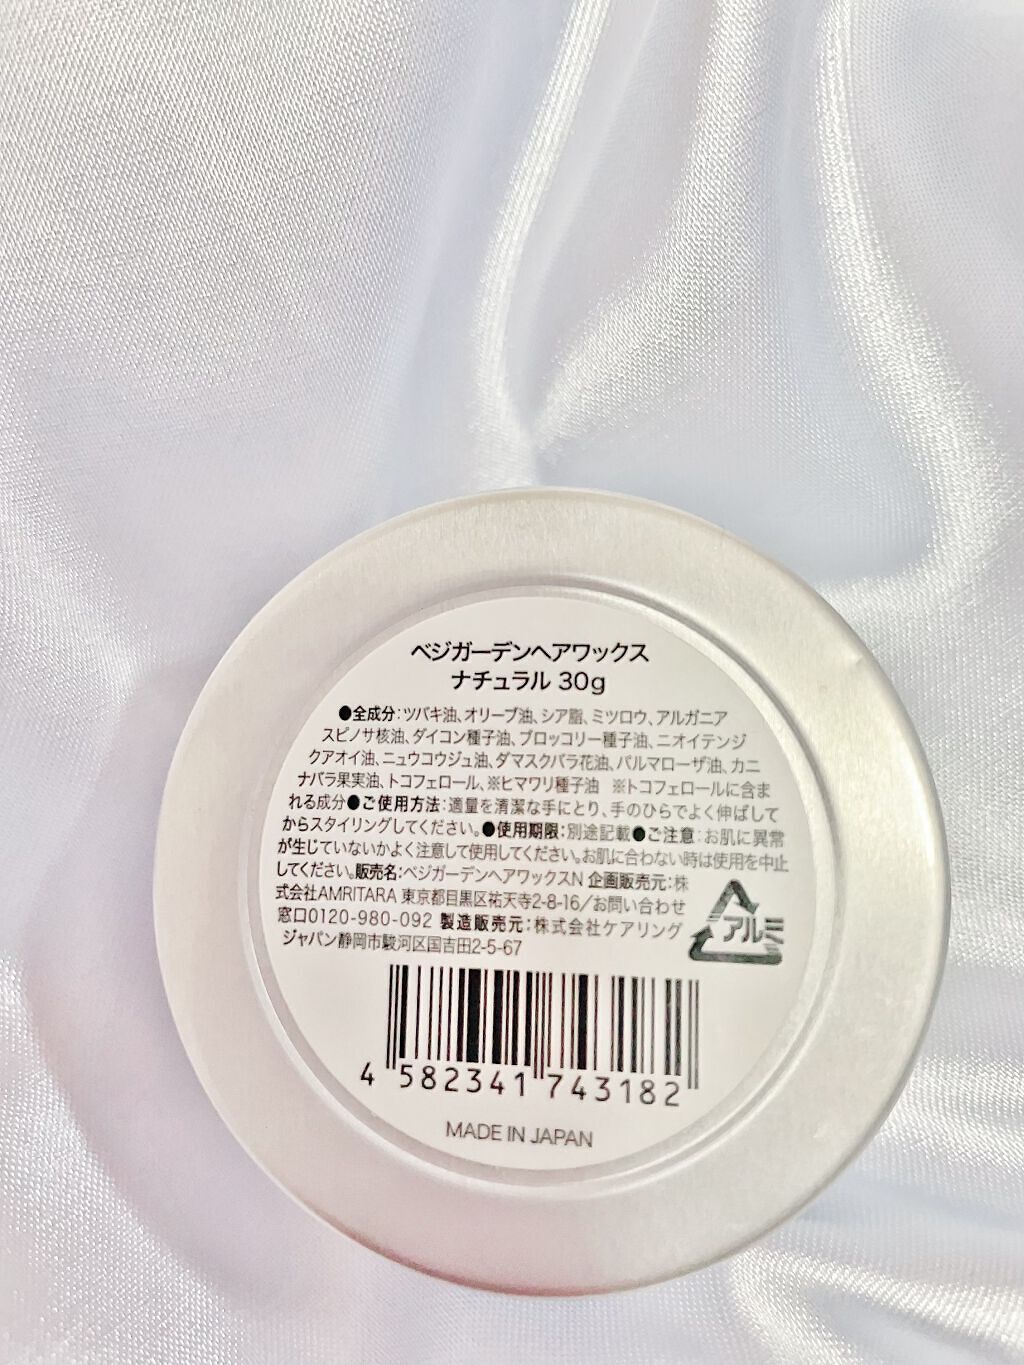 ベジガーデンヘアワックス
ナチュラル 30g
●全成分：ツバキ油、オリーブ油、シア脂、ミツロウ、アルガニア
スピノサ核油、ダイコン種子油、ブロッコリー種子油、ニオイテンジ
クアオイ油、ニュウコウジュ油、ダマスクバラ花油、パルマローザ油、カニ
ナバラ果実油、トコフェロール、※ヒマワリ種子油 ※トコフェロールに含ま
れる成分●ご使用方法：適量を清潔な手にとり、手のひらでよく伸ばして
からスタイリングしてください。●使用期限：別途記載●ご注意：お肌に異常
が生じていないかよく注意して使用してください。お肌に合わない時は使用を中止
してください。販売名：ベジガーデンヘアワックスN 企画販売元：株
式会社AMRITARA 東京都目黒区祐天寺2-8-16／お問い合わせ
窓口0120-980-092 製造販売元：株式会社ケアリング
ジャパン静岡市駿河区国吉田2-5-67
アルミ
4 582341 743182
MADE IN JAPAN